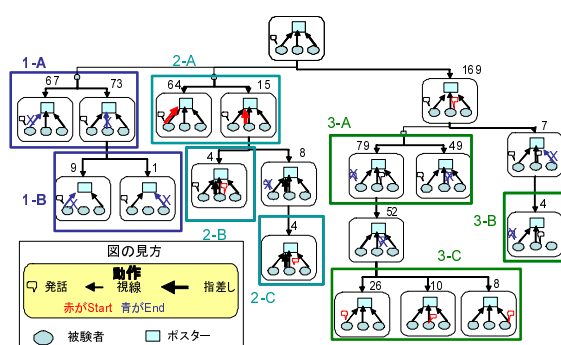 1-A
2-A
67
73
64
15
169
3-A
79
49
7
9
1
4
8
1-B
2-B
52
4
3-B
4
2-C
3-C
26
10
8
図の見方
動作
発話
視線
指差し
赤がStart 青がEnd
被験者
ポスター